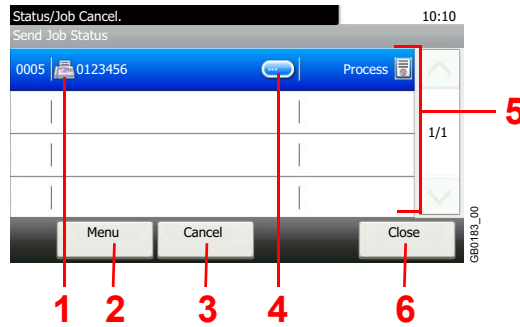 Status/Job Cancel. 10:10
Send Job Status
0005 0123456 ... Process
5
1/1
Menu Cancel Close
GB0183_00
1 2 3 4 6